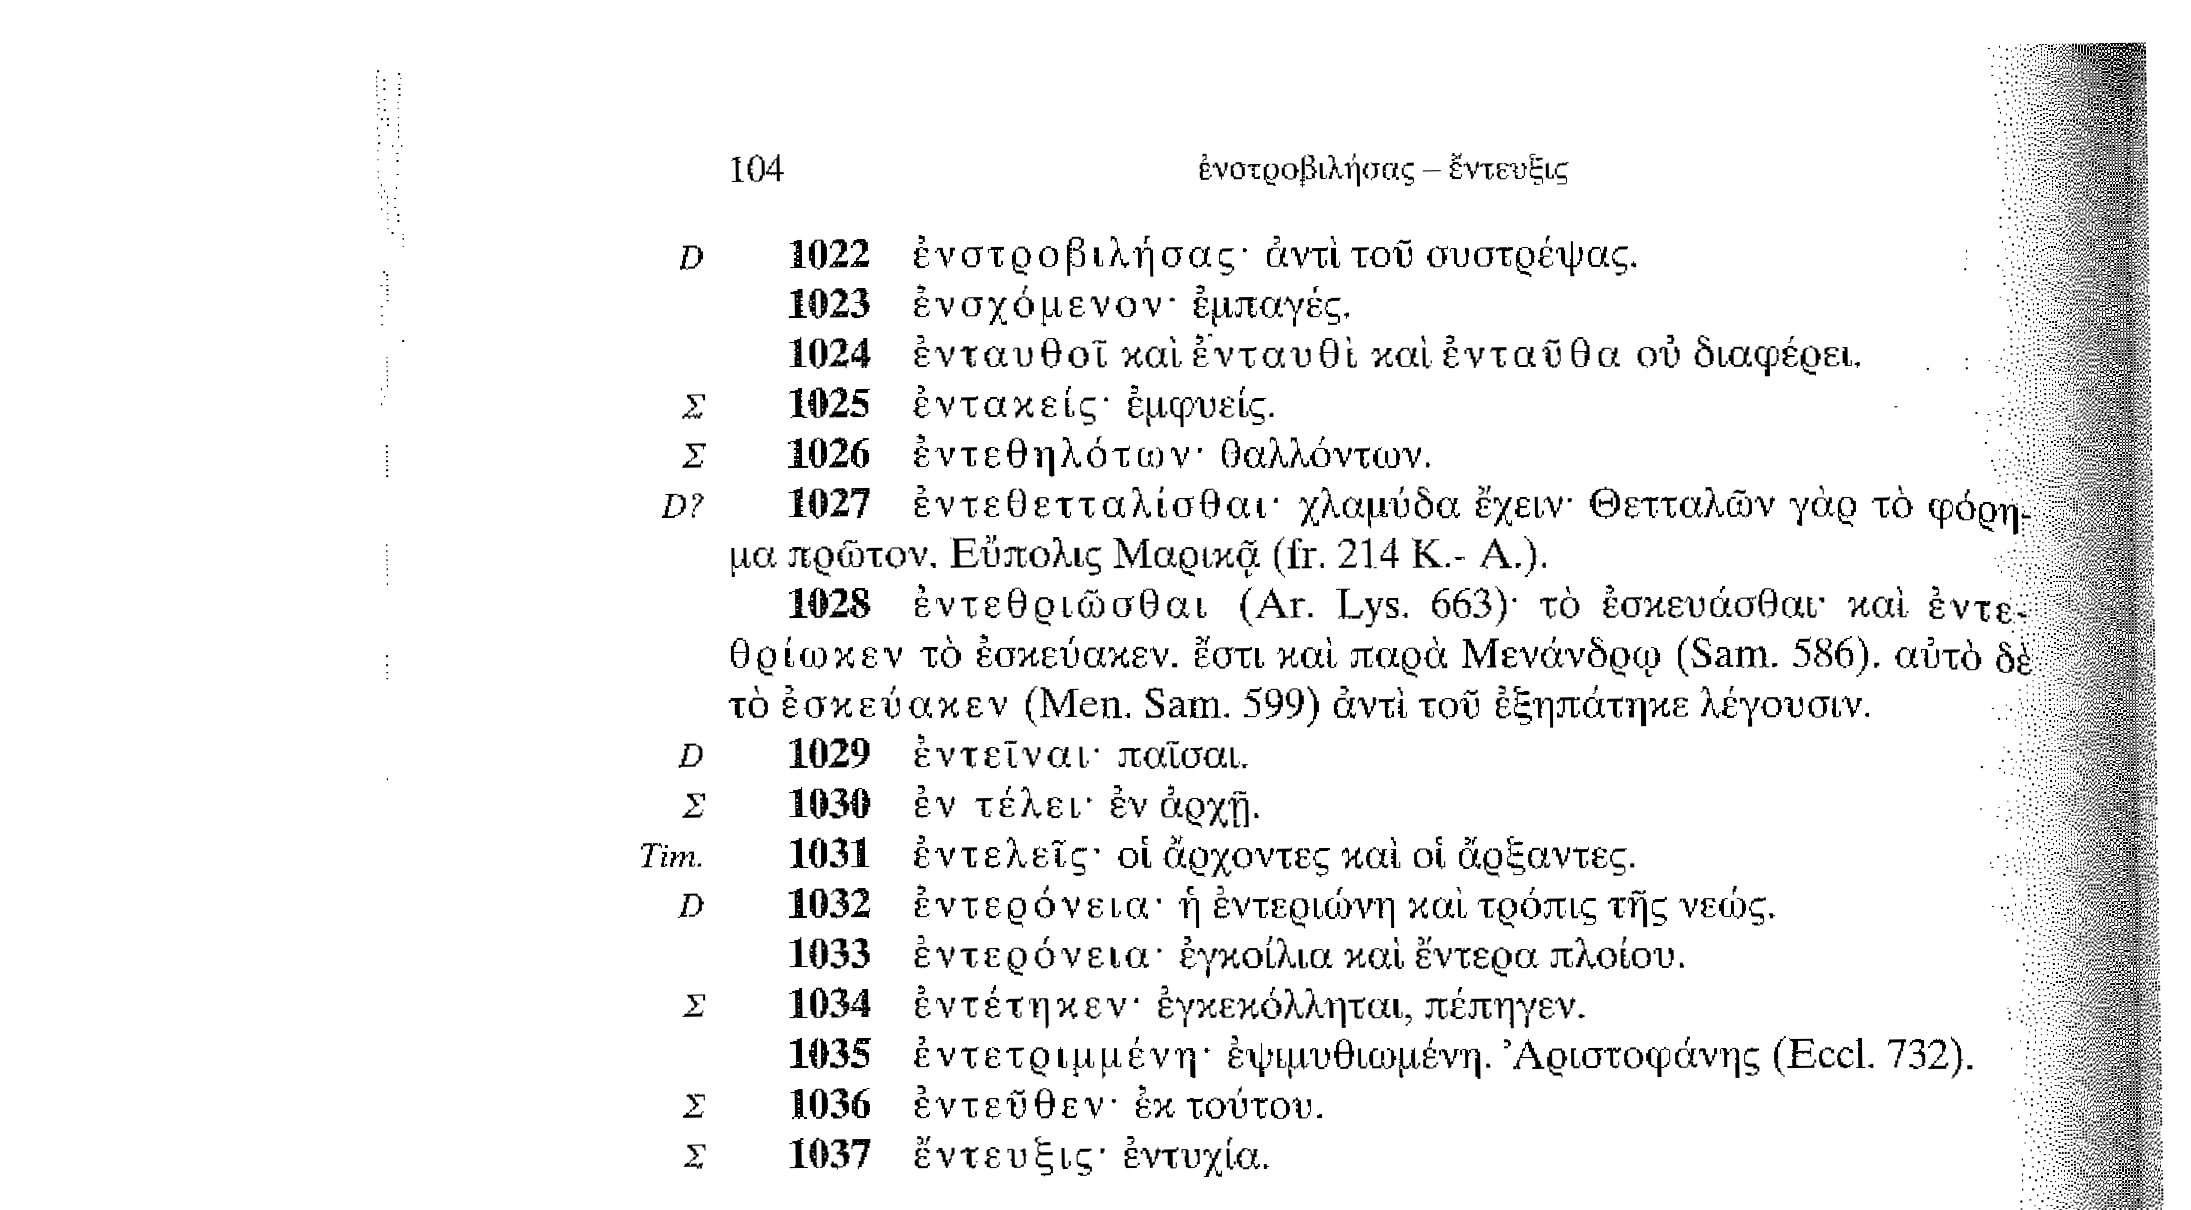 104 ἐνστροβιλήσας – ἔντευξις
D 1022 ἐνστροβιλήσας· ἀντὶ τοῦ συστρέψας.
1023 ἐνσχόμενον· ἐμπαγές.
1024 ἐνταυθοῖ καὶ ἐνταυθὶ καὶ ἐνταῦθα οὐ διαφέρει.
Σ 1025 ἐντακείς· ἐμφυείς.
Σ 1026 ἐντεθηλότων· θαλλόντων.
D? 1027 ἐντεθετταλίσθαι· χλαμύδα ἔχειν· Θετταλῶν γὰρ τὸ φόρη-
μα πρῶτον. Εὔπολις Μαρικᾷ (fr. 214 K.- A.).
1028 ἐντεθριῶσθαι (Ar. Lys. 663)· τὸ ἐσκευάσθαι· καὶ ἐντε-
θρίωκεν τὸ ἐσκεύακεν. ἔστι καὶ παρὰ Μενάνδρῳ (Sam. 586). αὐτὸ δὲ
τὸ ἐσκεύακεν (Men. Sam. 599) ἀντὶ τοῦ ἐξηπάτηκε λέγουσιν.
D 1029 ἐντεῖναι· παῖσαι.
Σ 1030 ἐν τέλει· ἐν ἀρχῇ.
Tim. 1031 ἐντελεῖς· οἱ ἄρχοντες καὶ οἱ ἄρξαντες.
D 1032 ἐντερόνεια· ἡ ἐντεριώνη καὶ τρόπις τῆς νεώς.
1033 ἐντερόνεια· ἐγκοίλια καὶ ἔντερα πλοίου.
Σ 1034 ἐντέτηκεν· ἐγκεκόλληται, πέπηγεν.
1035 ἐντετριμμένη· ἐψιμυθιωμένη. Ἀριστοφάνης (Eccl. 732).
Σ 1036 ἐντεῦθεν· ἐκ τούτου.
Σ 1037 ἔντευξις· ἐντυχία.